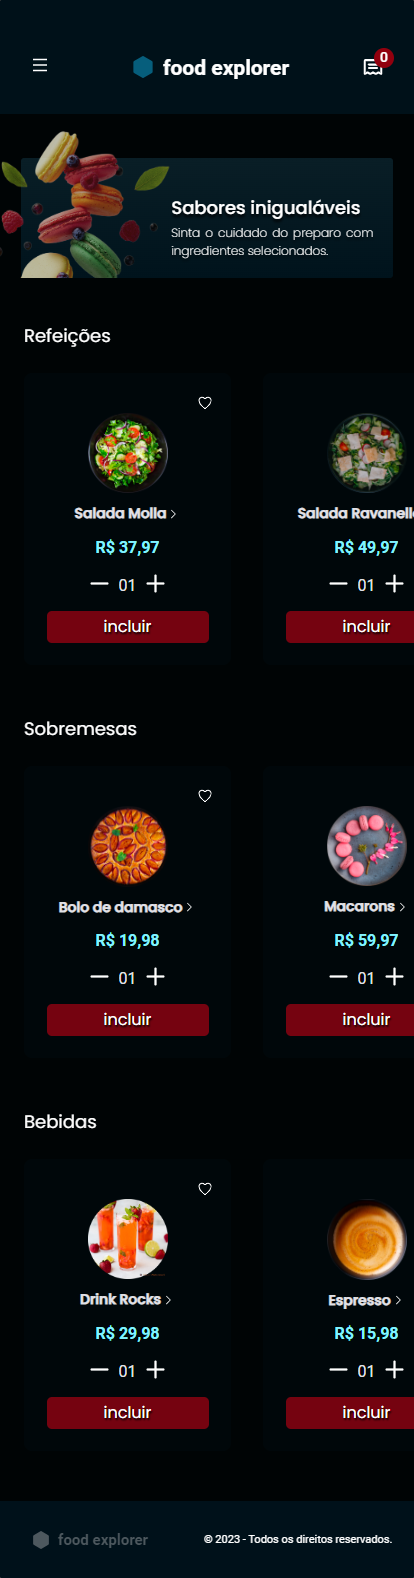 food explorer
0
Sabores inigualáveis
Sinta o cuidado do preparo com
ingredientes selecionados.
Refeições
Salada Molla >
Salada Ravanell
R$ 37,97
R$ 49,97
01
01
incluir
incluir
Sobremesas
Bolo de damasco >
Macarons >
R$ 19,98
R$ 59,97
01
01
incluir
incluir
Bebidas
Drink Rocks >
Espresso >
R$ 29,98
R$ 15,98
01
01
incluir
incluir
food explorer
© 2023 - Todos os direitos reservados.